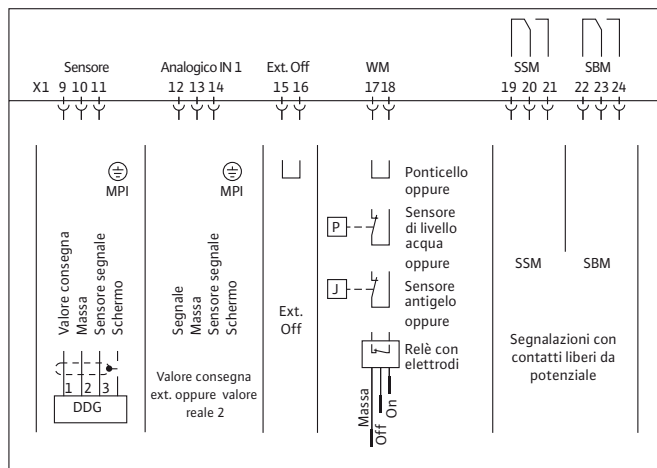 Sensore
Analogico IN 1
Ext. Off
WM
SSM
SBM
X1 9 10 11
12 13 14
15 16
17 18
19 20 21
22 23 24
MPI
MPI
Valore consegna
Massa
Sensore segnale
Schermo
1 2 3
DDG
Segnale
Massa
Sensore segnale
Schermo
Valore consegna
ext. oppure valore
reale 2
Ext.
Off
Ponticello
oppure
P
Sensore
di livello
acqua
oppure
J
Sensore
antigelo
oppure
Relè con
elettrodi
Massa
Off
On
SSM
SBM
Segnalazioni con
contatti liberi da
potenziale